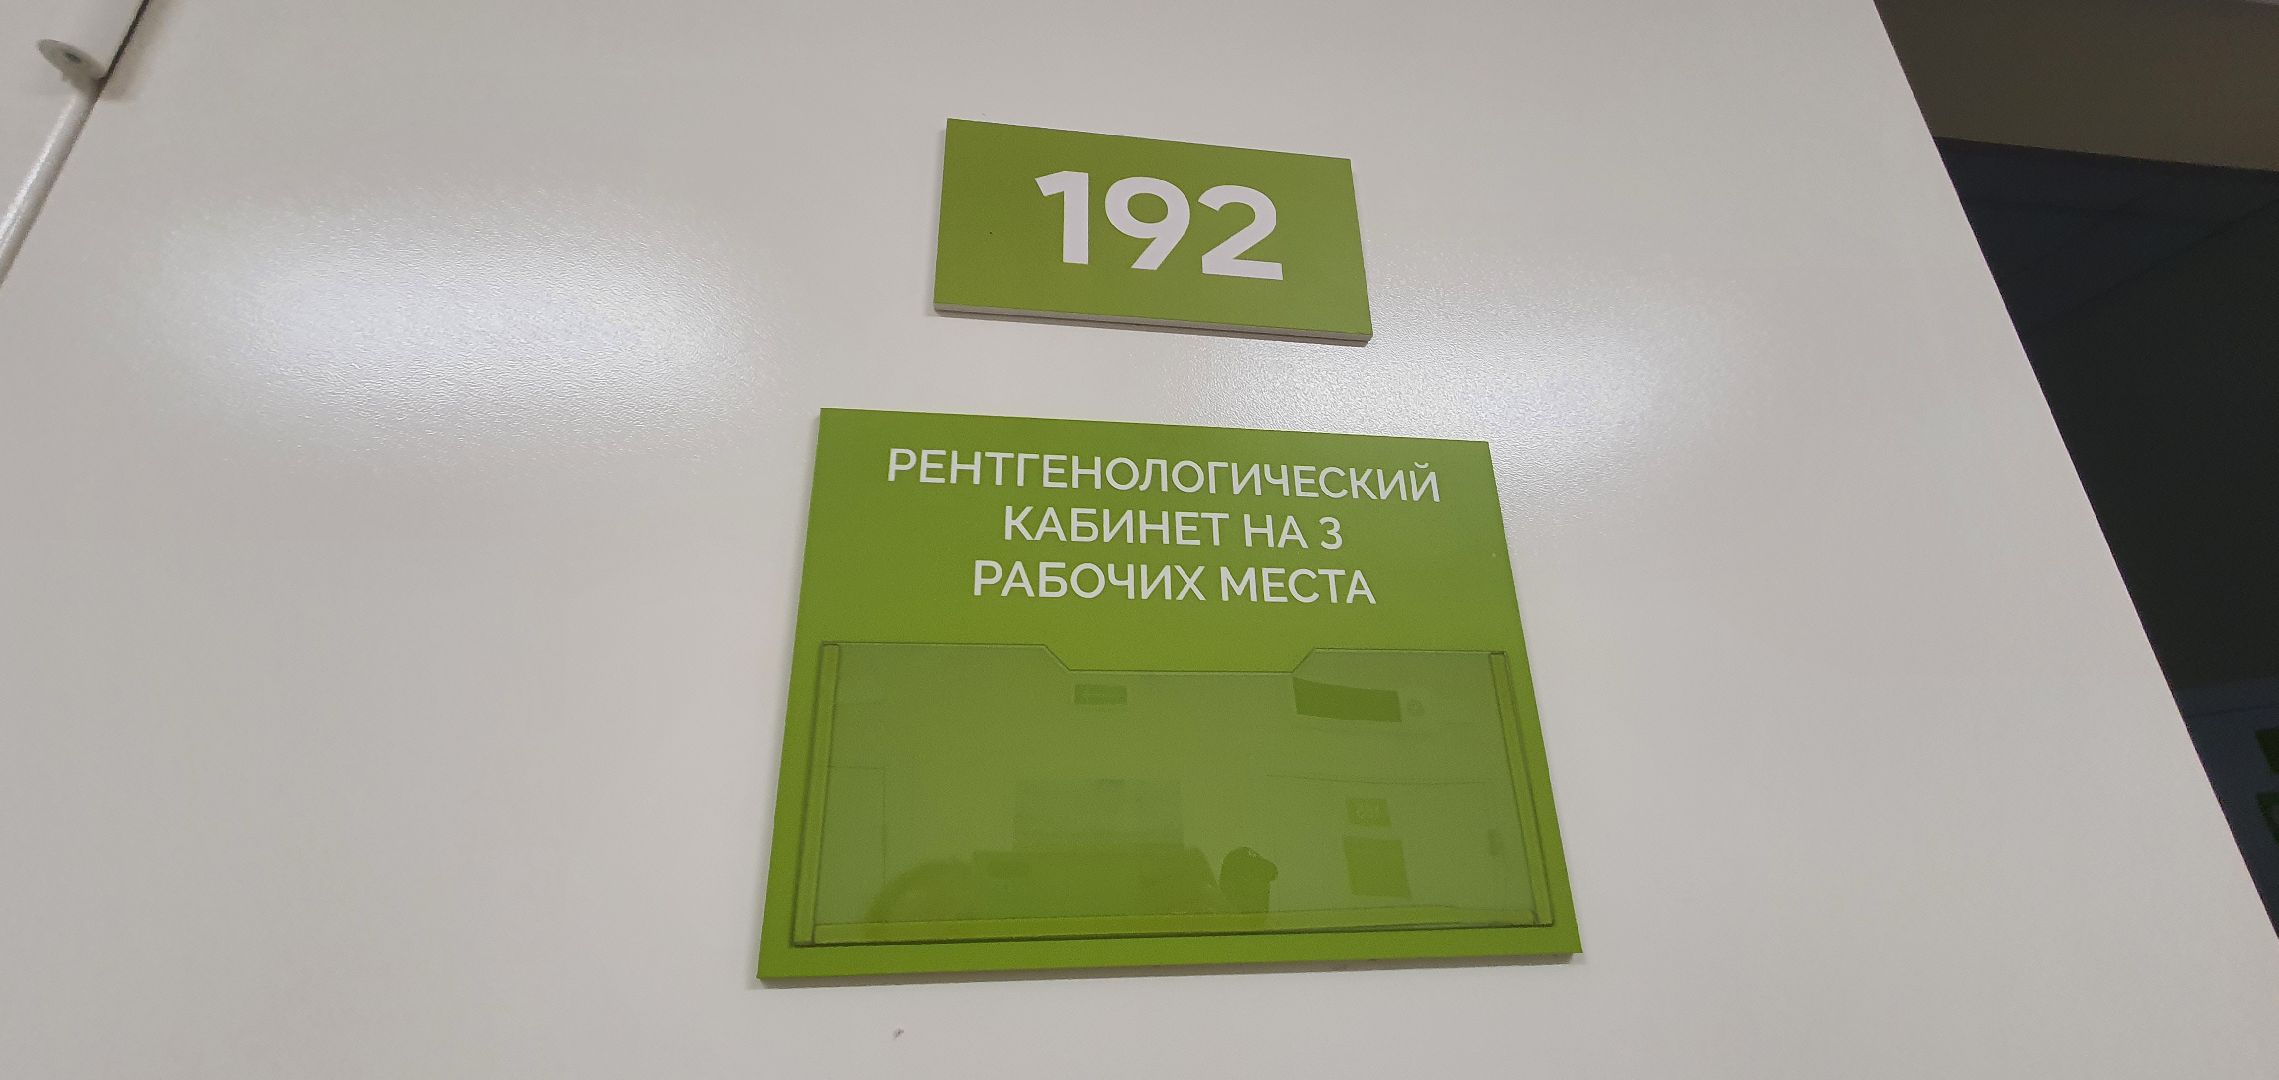 192
РЕНТГЕНОЛОГИЧЕСКИЙ
КАБИНЕТ НА 3
РАБОЧИХ МЕСТА